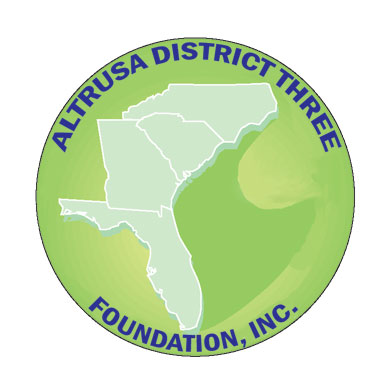 ALTRUSA DISTRICT THREE
FOUNDATION, INC.